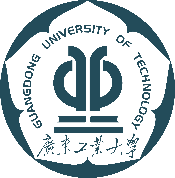 GUANGDONG UNIVERSITY OF TECHNOLOGY
廣東工業大學